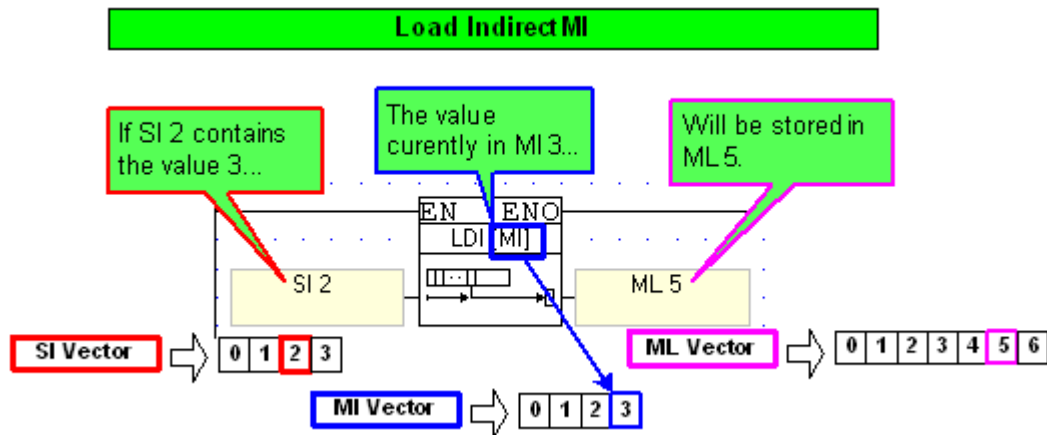 Load Indirect MI
If SI 2 contains
the value 3...
The value
curently in MI 3...
Will be stored in
ML 5.
EN ENO
LDI [MI]
SI 2
ML 5
SI Vector
0 1 2 3
ML Vector
0 1 2 3 4 5 6
MI Vector
0 1 2 3